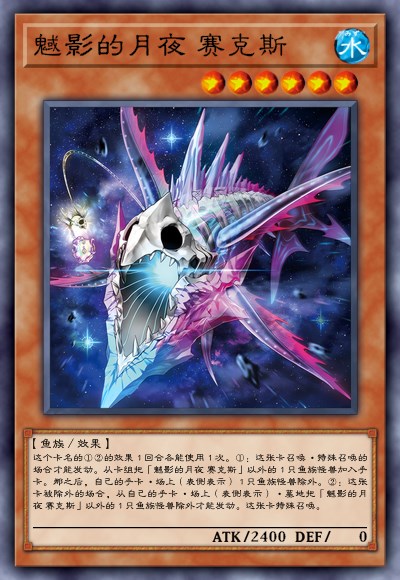 魊影的月夜 赛克斯
水
【鱼族／效果】
这个卡名的①②的效果1回合各能使用1次。①：这张卡召唤·特殊召唤的
场合才能发动。从卡组把「魊影的月夜 赛克斯」以外的1只鱼族怪兽加入手
卡。那之后，自己的手卡·场上（表侧表示）1只鱼族怪兽除外。②：这张
卡被除外的场合，从自己的手卡·场上（表侧表示）·墓地把「魊影的月
夜 赛克斯」以外的1只鱼族怪兽除外才能发动。这张卡特殊召唤。
ATK/2400 DEF/ 0